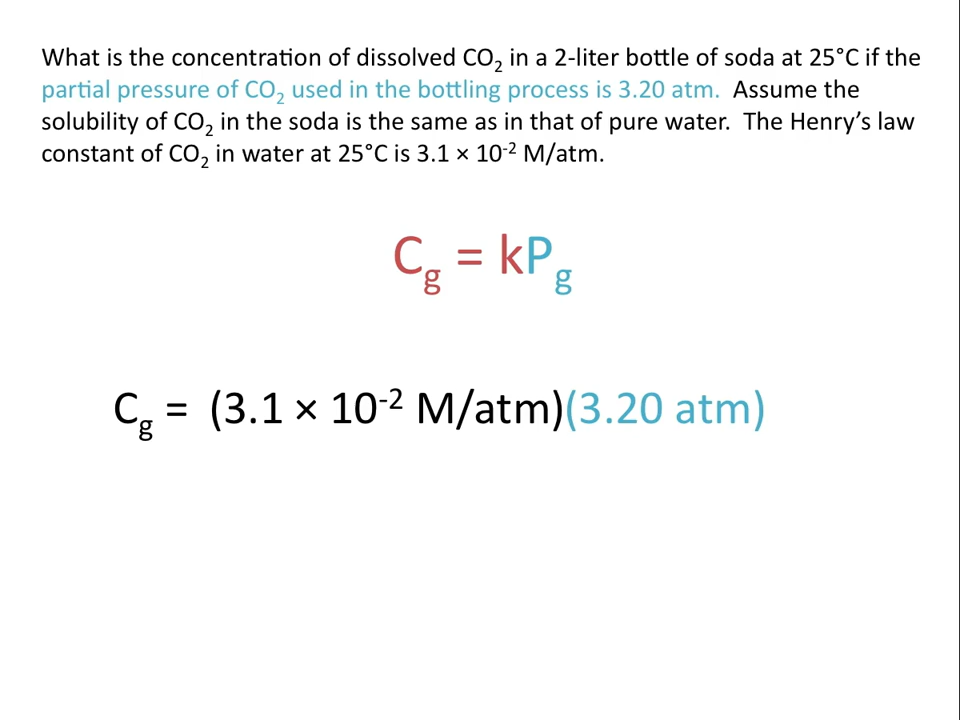 What is the concentration of dissolved CO₂ in a 2-liter bottle of soda at 25°C if the
partial pressure of CO₂ used in the bottling process is 3.20 atm.  Assume the
solubility of CO₂ in the soda is the same as in that of pure water.  The Henry’s law
constant of CO₂ in water at 25°C is 3.1 × 10⁻² M/atm.
C_g = kP_g
C_g = (3.1 × 10⁻² M/atm)(3.20 atm)